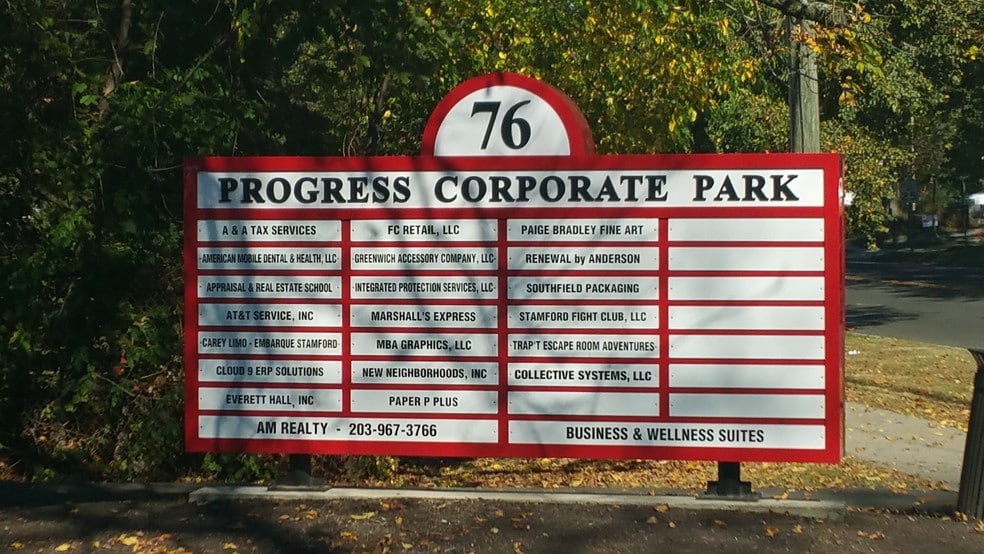 76
PROGRESS CORPORATE PARK
A & A TAX SERVICES
AMERICAN MOBILE DENTAL & HEALTH, LLC
APPRAISAL & REAL ESTATE SCHOOL
AT&T SERVICE, INC
CAREY LIMO - EMBARQUE STAMFORD
CLOUD 9 ERP SOLUTIONS
EVERETT HALL, INC
FC RETAIL, LLC
GREENWICH ACCESSORY COMPANY, LLC
INTEGRATED PROTECTION SERVICES, LLC
MARSHALL'S EXPRESS
MBA GRAPHICS, LLC
NEW NEIGHBORHOODS, INC
PAPER P PLUS
PAIGE BRADLEY FINE ART
RENEWAL by ANDERSON
SOUTHFIELD PACKAGING
STAMFORD FIGHT CLUB, LLC
TRAP'T ESCAPE ROOM ADVENTURES
COLLECTIVE SYSTEMS, LLC
AM REALTY - 203-967-3766
BUSINESS & WELLNESS SUITES